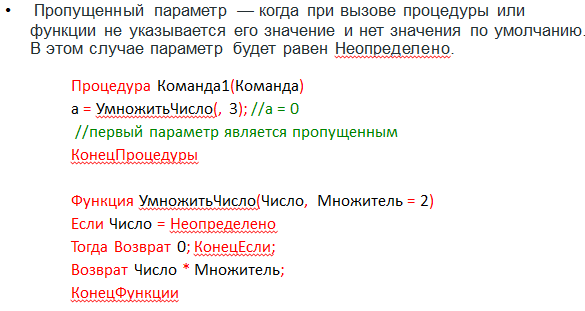 • Пропущенный параметр — когда при вызове процедуры или
функции не указывается его значение и нет значения по умолчанию.
В этом случае параметр будет равен Неопределено.
Процедура Команда1(Команда)
а = УмножитьЧисло(, 3); //а = 0
//первый параметр является пропущенным
КонецПроцедуры
Функция УмножитьЧисло(Число, Множитель = 2)
Если Число = Неопределено
Тогда Возврат 0; КонецЕсли;
Возврат Число * Множитель;
КонецФункции